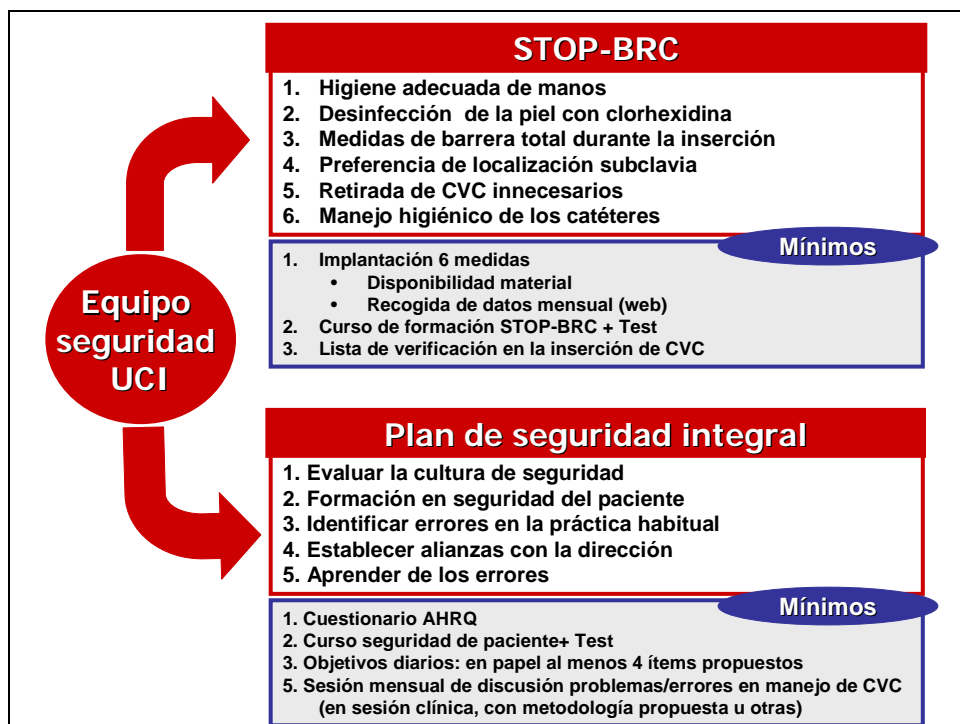 STOP-BRC
1. Higiene adecuada de manos
2. Desinfección de la piel con clorhexidina
3. Medidas de barrera total durante la inserción
4. Preferencia de localización subclavia
5. Retirada de CVC innecesarios
6. Manejo higiénico de los catéteres
Mínimos
1. Implantación 6 medidas
• Disponibilidad material
• Recogida de datos mensual (web)
2. Curso de formación STOP-BRC + Test
3. Lista de verificación en la inserción de CVC
Equipo
seguridad
UCI
Plan de seguridad integral
1. Evaluar la cultura de seguridad
2. Formación en seguridad del paciente
3. Identificar errores en la práctica habitual
4. Establecer alianzas con la dirección
5. Aprender de los errores
Mínimos
1. Cuestionario AHRQ
2. Curso seguridad de paciente+ Test
3. Objetivos diarios: en papel al menos 4 ítems propuestos
5. Sesión mensual de discusión problemas/errores en manejo de CVC
(en sesión clínica, con metodología propuesta u otras)